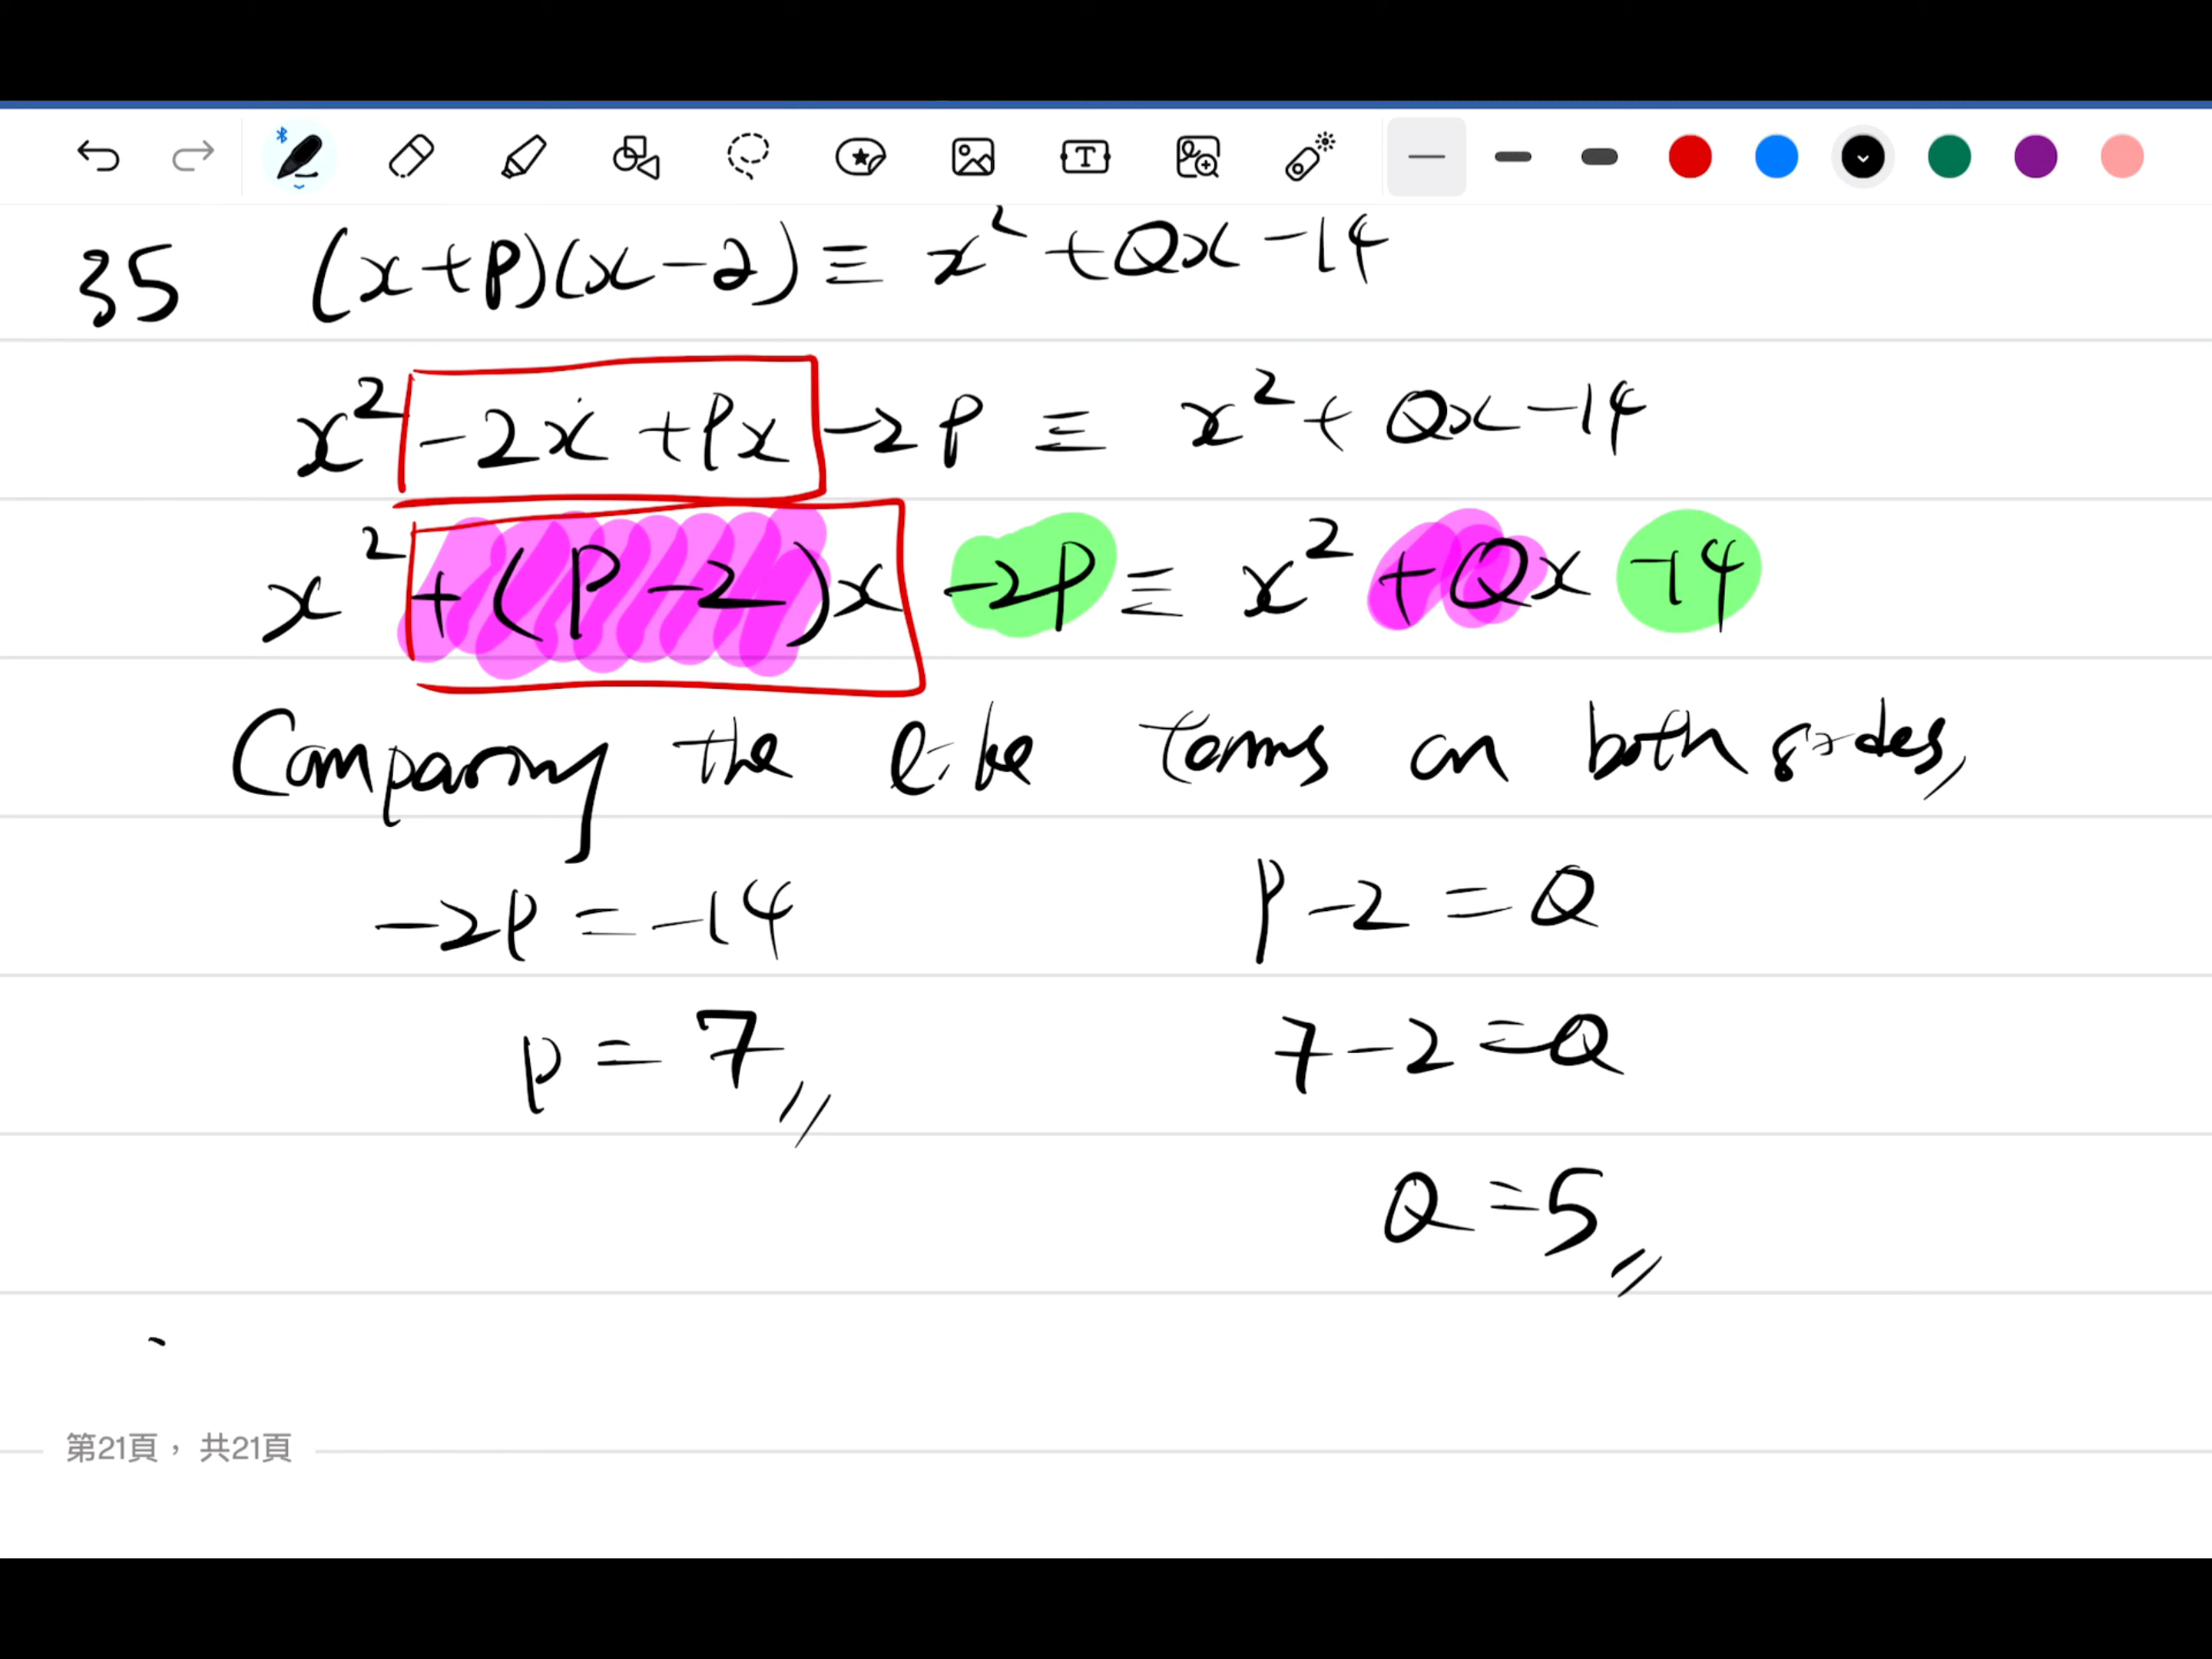 35 (x+P)(x-2)≡x²+Qx-14
x²-2x+Px-2P≡x²+Qx-14
x²+(P-2)x-2P≡x²+Qx-14
Comparing the like terms on both sides,
-2P=-14 P-2=Q
P=7 7-2=Q
Q=5
第21頁，共21頁